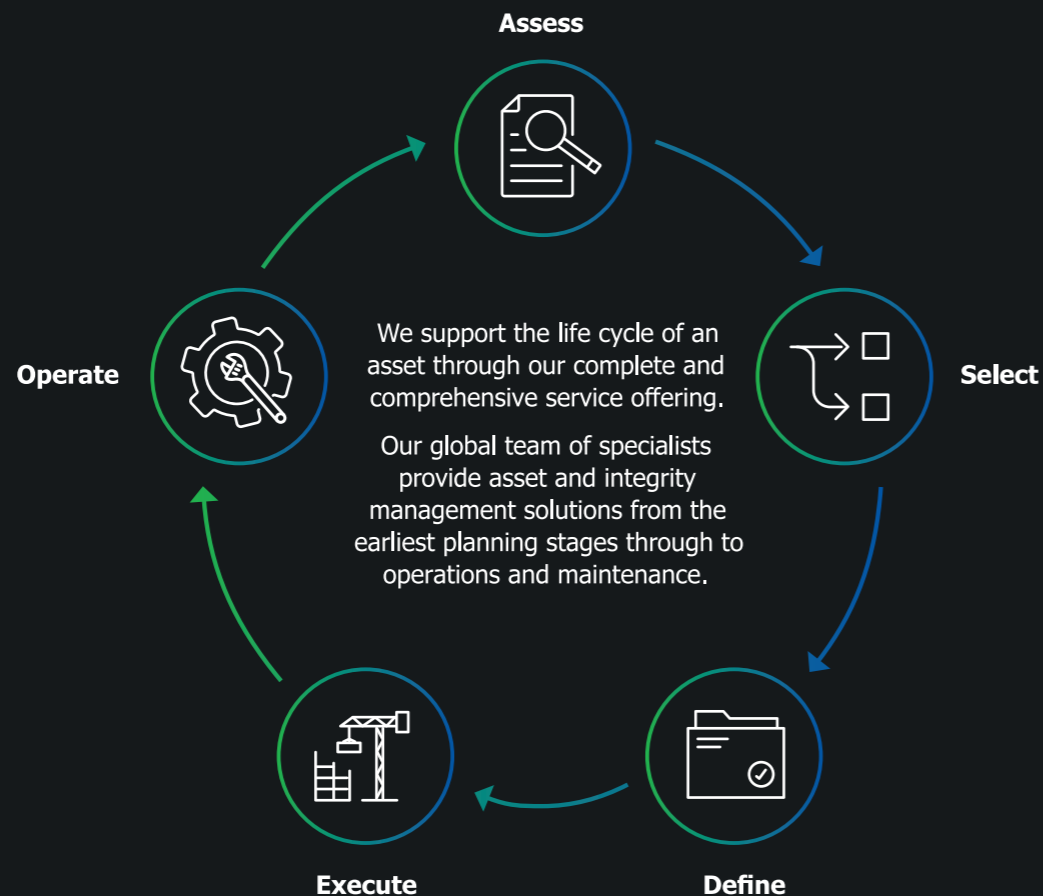 Assess
We support the life cycle of an
asset through our complete and
comprehensive service offering.
Operate
Select
Our global team of specialists
provide asset and integrity
management solutions from the
earliest planning stages through to
operations and maintenance.
Execute
Define